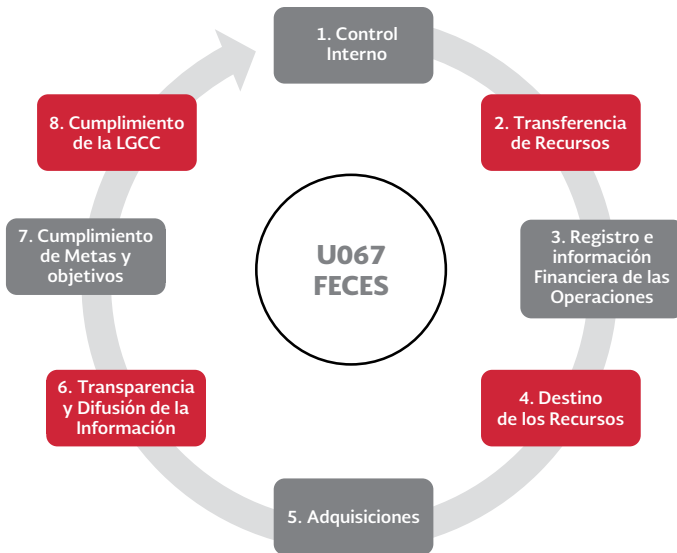 1. Control
Interno
2. Transferencia
de Recursos
3. Registro e
información
Financiera de las
Operaciones
4. Destino
de los Recursos
5. Adquisiciones
6. Transparencia
y Difusión de la
Información
7. Cumplimiento
de Metas y
objetivos
8. Cumplimiento
de la LGCC
U067
FECES